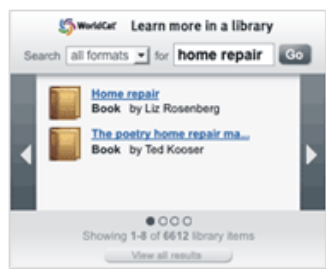 WorldCat Learn more in a library
Search all formats for home repair Go
Home repair
Book by Liz Rosenberg
The poetry home repair ma...
Book by Ted Kooser
Showing 1-8 of 6612 library items
View all results